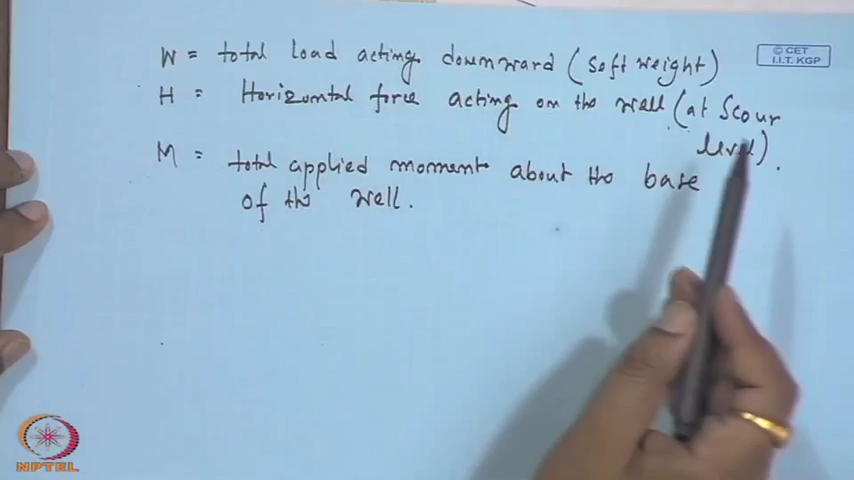 W = total load acting downward (self weight)
H = Horizontal force acting on the well (at Scour
level).
M = total applied moment about the base
of the well.
© CET
I.I.T. KGP
NPTEL